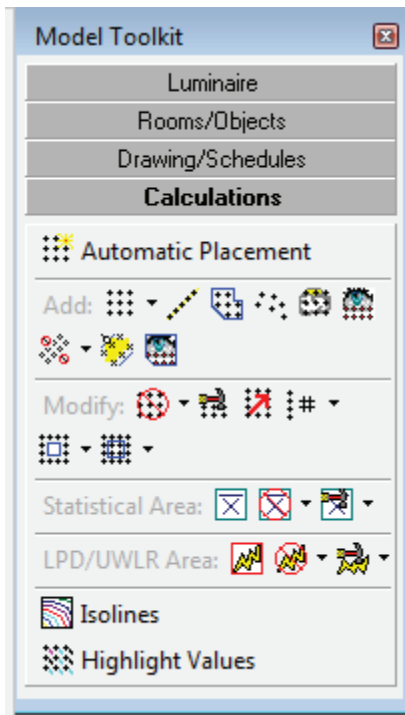 Model Toolkit
Luminaire
Rooms/Objects
Drawing/Schedules
Calculations
Automatic Placement
Add:
Modify:
#
Statistical Area:
LPD/UWLR Area:
Isolines
Highlight Values